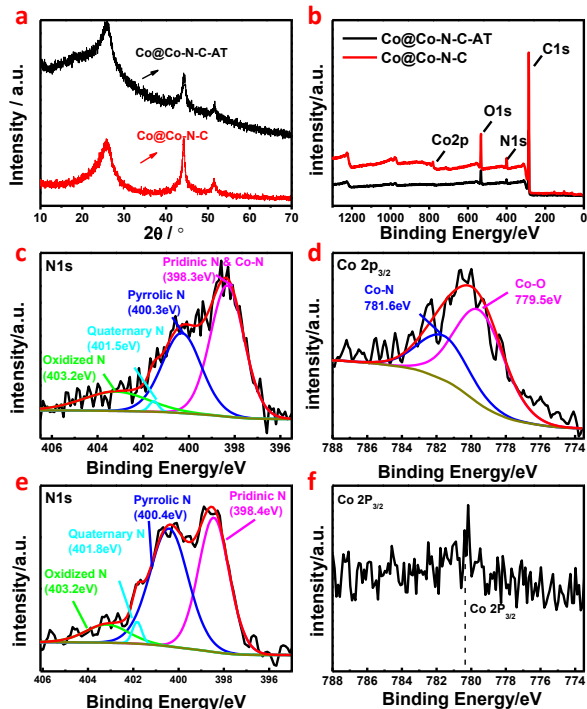 a
Co@Co-N-C-AT
Co@Co-N-C
intensity / a.u.
10 20 30 40 50 60 70
2θ / °
b
Co@Co-N-C-AT
Co@Co-N-C
C1s
O1s
N1s
Co2p
intensity/a.u.
1200 1000 800 600 400 200 0
Binding Energy/eV
c
N1s
Pridinic N & Co-N
(398.3eV)
Pyrrolic N
(400.3eV)
Quaternary N
(401.5eV)
Oxidized N
(403.2eV)
intensity/a.u.
406 404 402 400 398 396
Binding Energy/eV
d
Co 2p3/2
Co-N
781.6eV
Co-O
779.5eV
intensity/a.u.
788 786 784 782 780 778 776 774
Binding Energy/eV
e
N1s
Pyrrolic N
(400.4eV)
Pridinic N
(398.4eV)
Quaternary N
(401.8eV)
Oxidized N
(403.2eV)
intensity/a.u.
406 404 402 400 398 396
Binding Energy/eV
f
Co 2P3/2
Co 2P3/2
intensity/a.u.
788 786 784 782 780 778 776 774
Binding Energy/eV